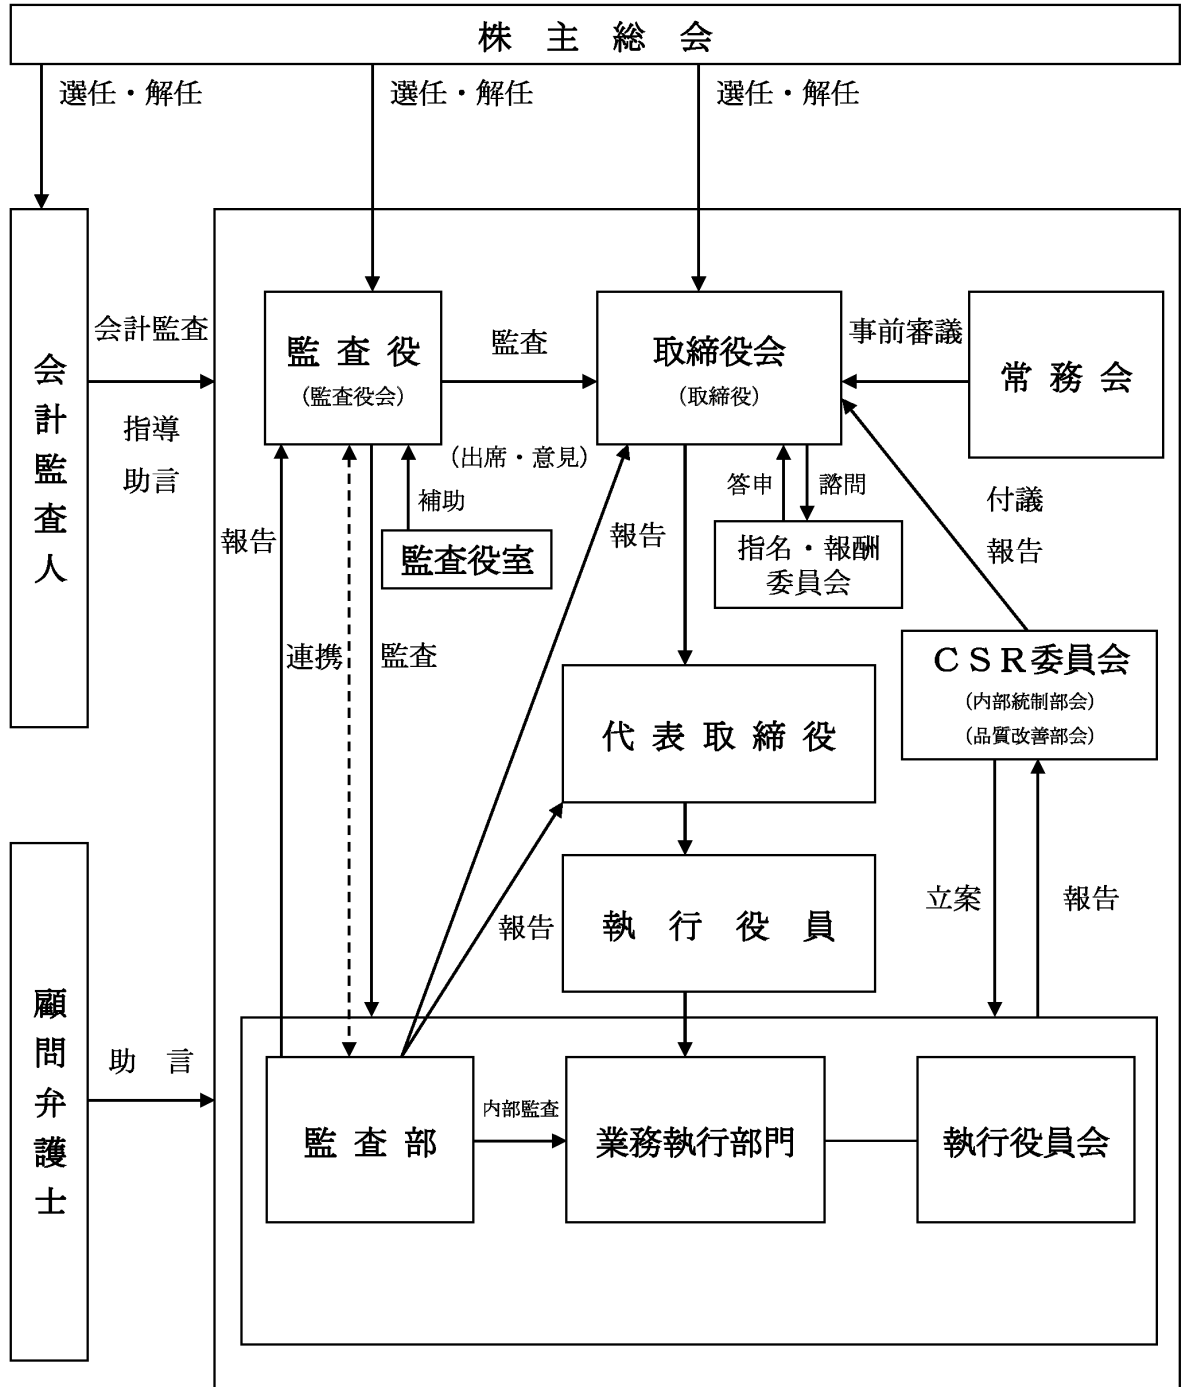 株主総会
選任・解任
選任・解任
選任・解任
会計監査人
会計監査
指導
助言
監査役
(監査役会)
監査
(出席・意見)
取締役会
(取締役)
事前審議
常務会
報告
補助
監査役室
報告
答申
諮問
指名・報酬
委員会
付議
報告
連携
監査
CSR委員会
(内部統制部会)
(品質改善部会)
代表取締役
顧問弁護士
助言
報告
執行役員
立案
報告
監査部
内部監査
業務執行部門
執行役員会